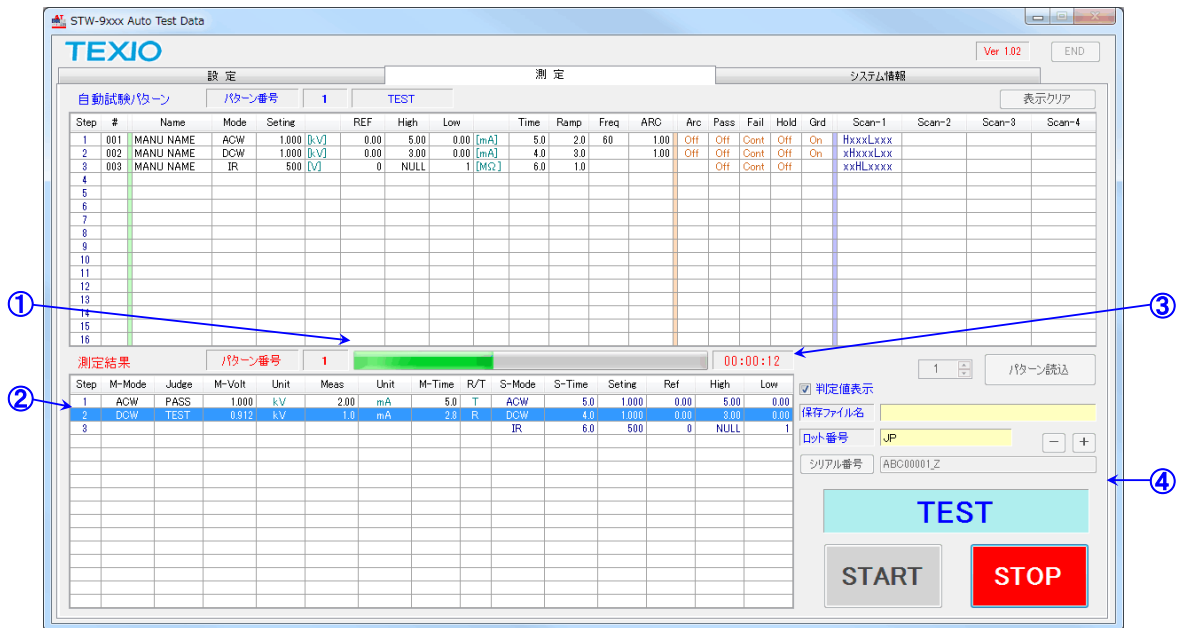 STW-9xxx Auto Test Data
TEXIO
Ver 1.02 END
設 定 測 定 システム情報
自動試験パターン パターン番号 1 TEST 表示クリア
Step # Name Mode Seting REF High Low Time Ramp Freq ARC Arc Pass Fail Hold Grd Scan-1 Scan-2 Scan-3 Scan-4
1 001 MANU NAME ACW 1.000 [kV] 0.00 5.00 0.00 [mA] 5.0 2.0 60 1.00 Off Off Cont Off On HxxxLxxx
2 002 MANU NAME DCW 1.000 [kV] 0.00 3.00 0.00 [mA] 4.0 3.0 1.00 Off Off Cont Off On xHxxxLxx
3 003 MANU NAME IR 500 [V] 0 NULL 1 [MΩ] 6.0 1.0 Off Cont Off xxHLxxxx
4
5
6
7
8
9
10
11
12
13
14
15
16
① ③
測定結果 パターン番号 1 00:00:12 1 パターン読込
Step M-Mode Judge M-Volt Unit Meas Unit M-Time R/T S-Mode S-Time Seting Ref High Low
判定値表示
②
1 ACW PASS 1.000 kV 2.00 mA 5.0 T ACW 5.0 1.000 0.00 5.00 0.00
2 DCW TEST 0.912 kV 1.0 mA 2.8 R DCW 4.0 1.000 0.00 3.00 0.00
3 IR 6.0 500 0 NULL 1
保存ファイル名
ロット番号 JP − +
シリアル番号 ABC00001_Z
④
TEST
START STOP